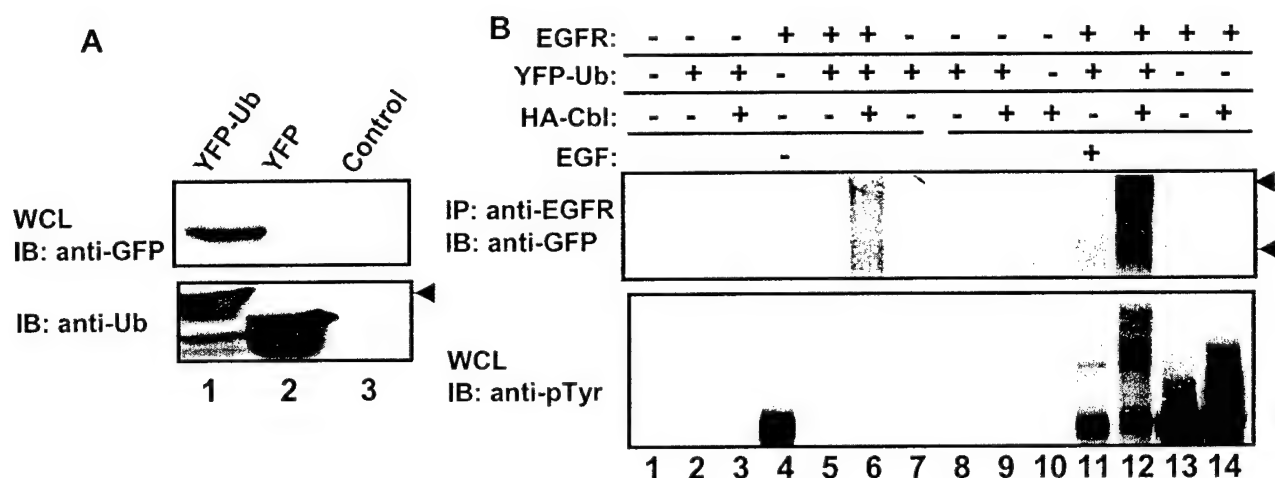 A
YFP-Ub YFP Control
WCL
IB: anti-GFP
IB: anti-Ub
1 2 3
B
EGFR: - - - + + + - - - - + + + +
YFP-Ub: - + + - + + + + + - + + - -
HA-Cbl: - - + - - + - - + + - + - +
EGF: - +
IP: anti-EGFR
IB: anti-GFP
WCL
IB: anti-pTyr
1 2 3 4 5 6 7 8 9 10 11 12 13 14